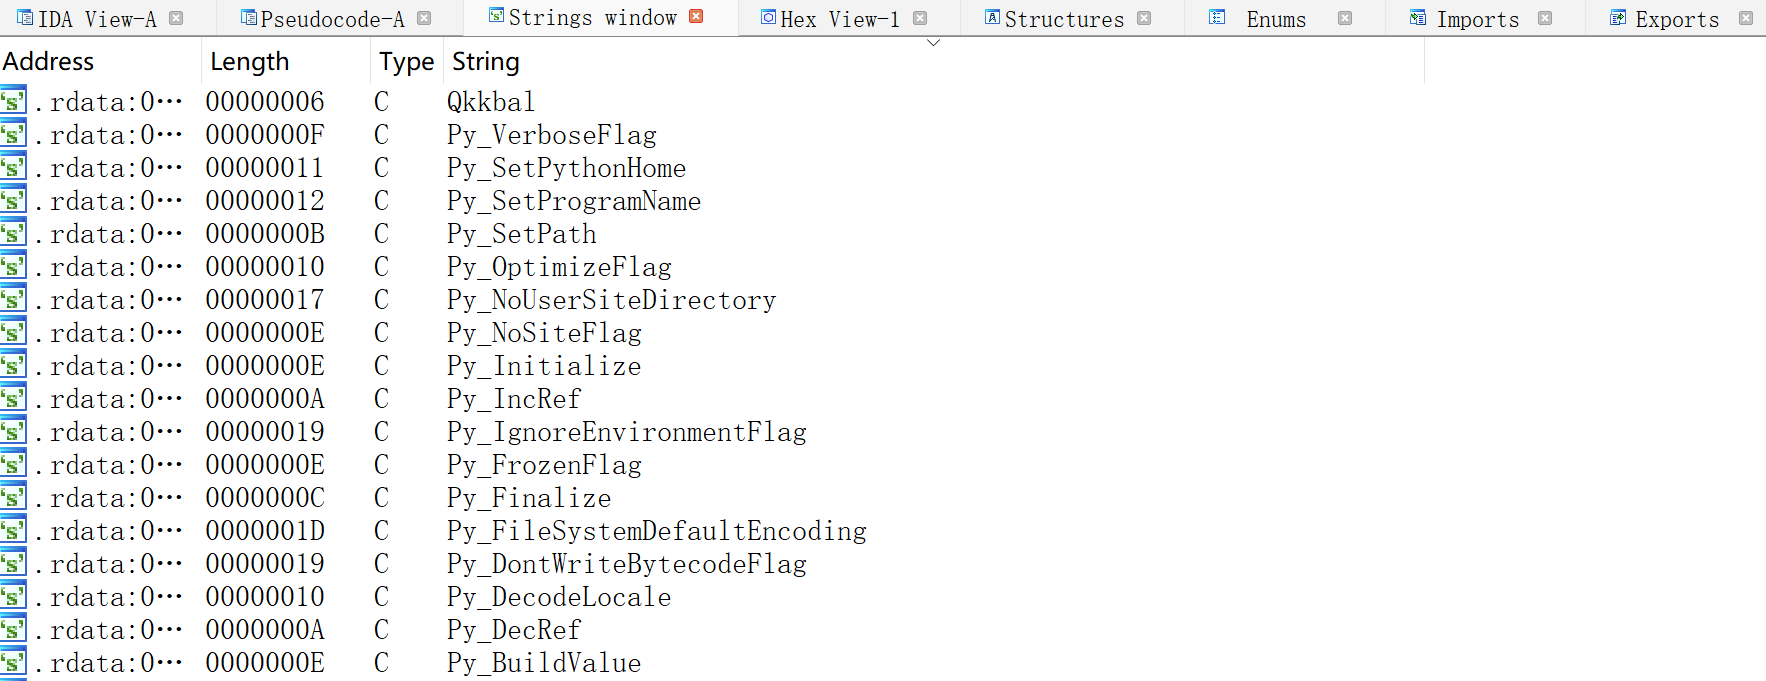 IDA View-A Pseudocode-A Strings window Hex View-1 Structures Enums Imports Exports
Address Length Type String
.rdata:0… 00000006 C Qkkbal
.rdata:0… 0000000F C Py_VerboseFlag
.rdata:0… 00000011 C Py_SetPythonHome
.rdata:0… 00000012 C Py_SetProgramName
.rdata:0… 0000000B C Py_SetPath
.rdata:0… 00000010 C Py_OptimizeFlag
.rdata:0… 00000017 C Py_NoUserSiteDirectory
.rdata:0… 0000000E C Py_NoSiteFlag
.rdata:0… 0000000E C Py_Initialize
.rdata:0… 0000000A C Py_IncRef
.rdata:0… 00000019 C Py_IgnoreEnvironmentFlag
.rdata:0… 0000000E C Py_FrozenFlag
.rdata:0… 0000000C C Py_Finalize
.rdata:0… 0000001D C Py_FileSystemDefaultEncoding
.rdata:0… 00000019 C Py_DontWriteBytecodeFlag
.rdata:0… 00000010 C Py_DecodeLocale
.rdata:0… 0000000A C Py_DecRef
.rdata:0… 0000000E C Py_BuildValue